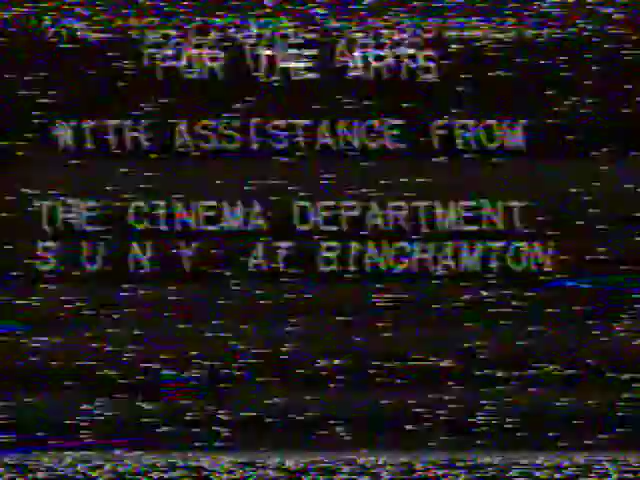 FOR THE ARTS
WITH ASSISTANCE FROM
THE CINEMA DEPARTMENT
S U N Y AT BINGHAMTON